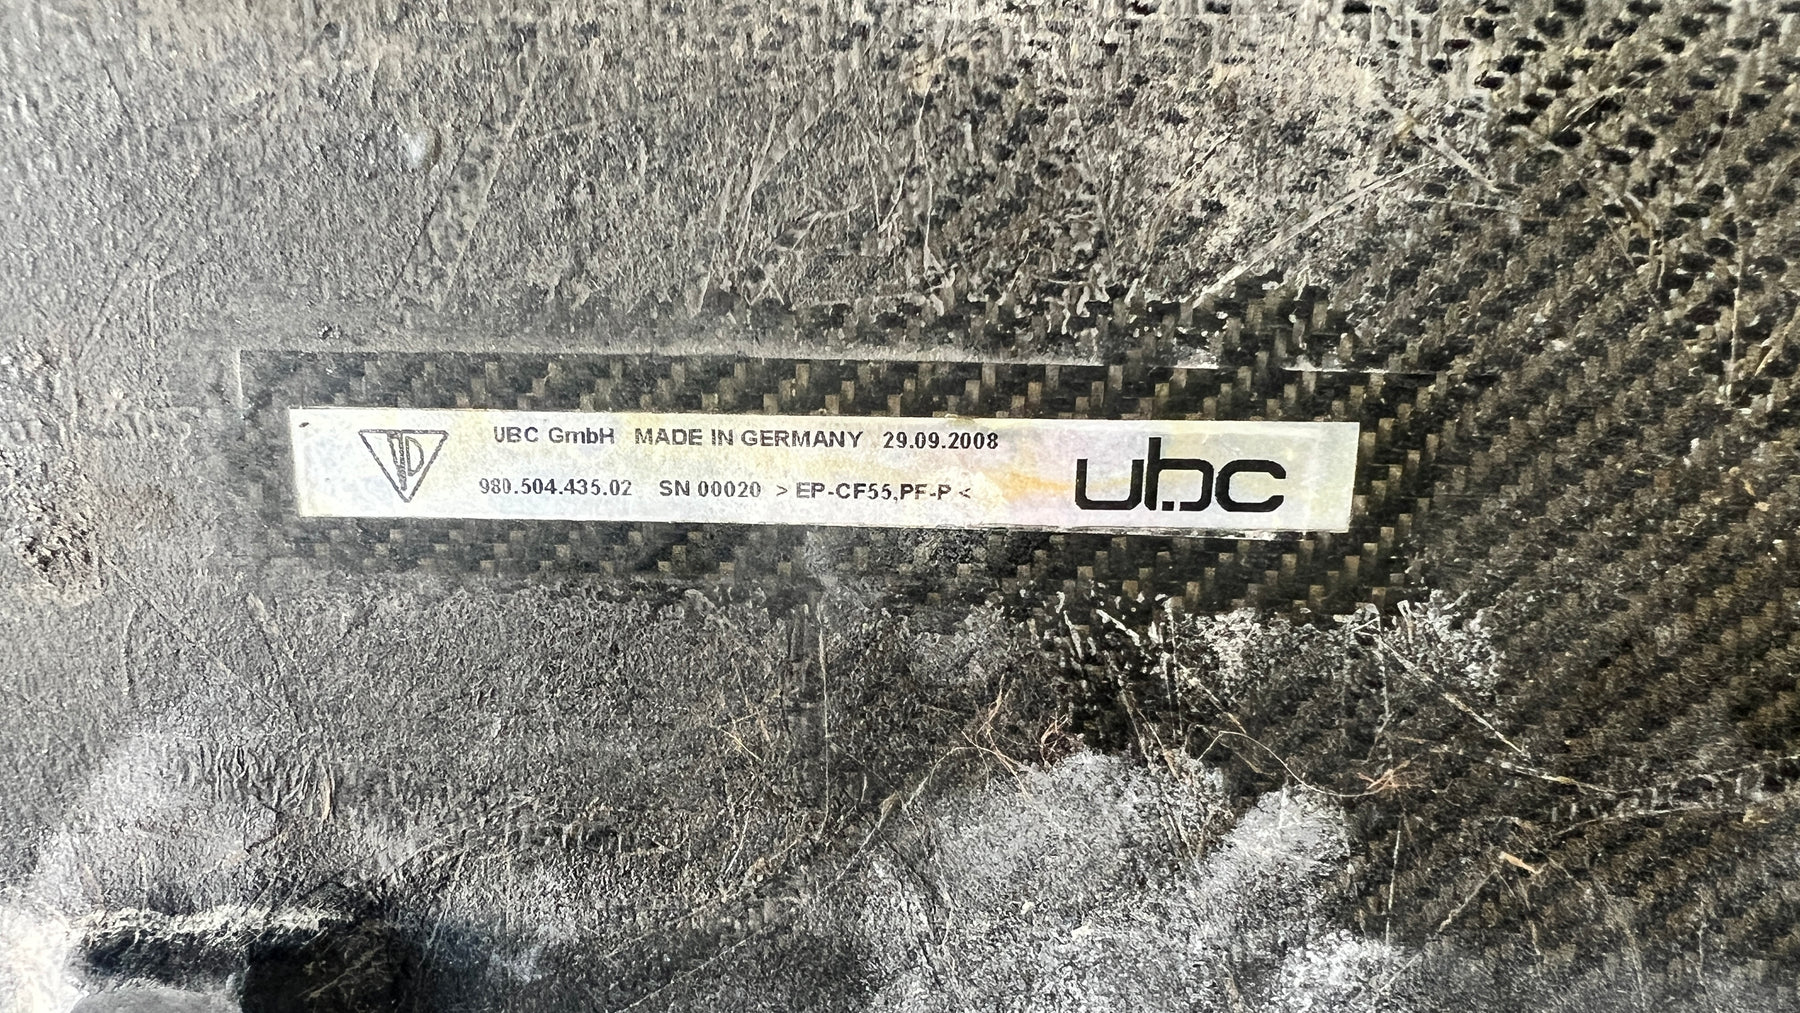 UBC GmbH MADE IN GERMANY 29.09.2008
980.504.435.02 SN 00020 > EP-CF55,PF-P <
ubc